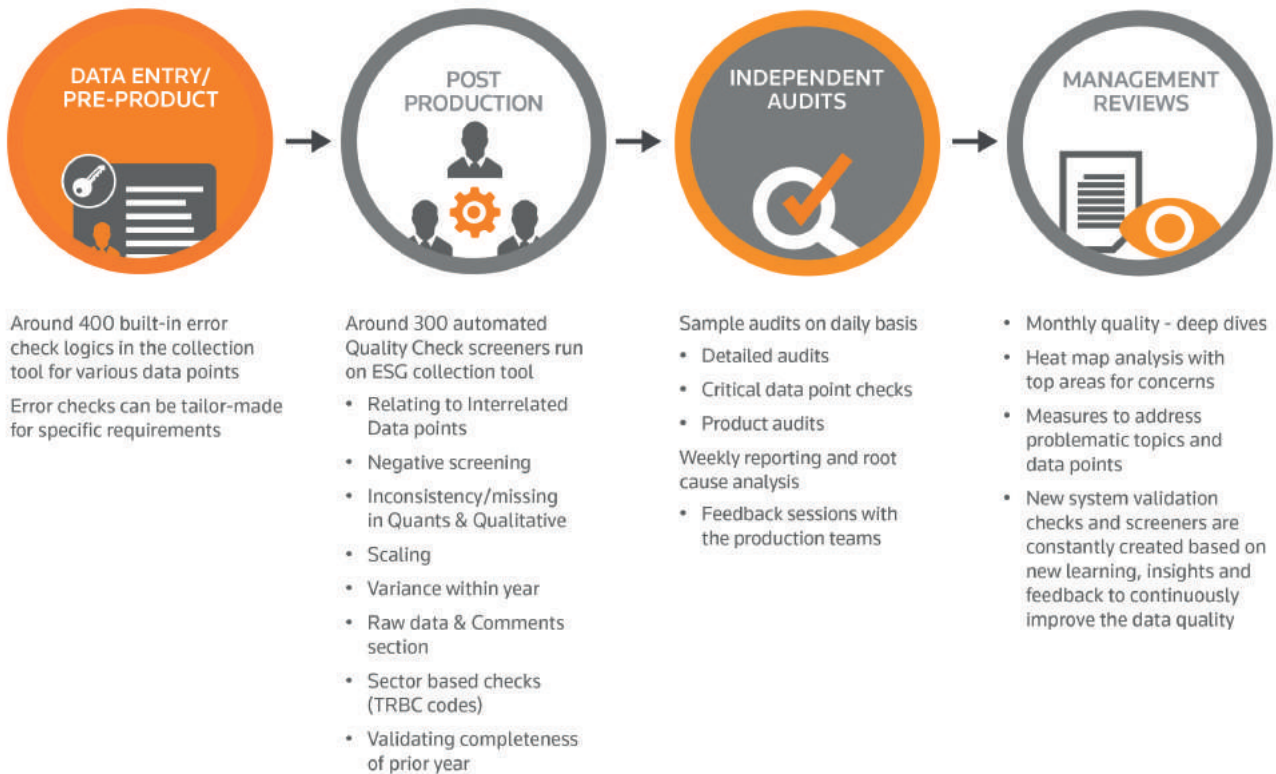 DATA ENTRY/
PRE-PRODUCT
Around 400 built-in error
check logics in the collection
tool for various data points
Error checks can be tailor-made
for specific requirements
POST
PRODUCTION
Around 300 automated
Quality Check screeners run
on ESG collection tool
• Relating to Interrelated
Data points
• Negative screening
• Inconsistency/missing
in Quants & Qualitative
• Scaling
• Variance within year
• Raw data & Comments
section
• Sector based checks
(TRBC codes)
• Validating completeness
of prior year
INDEPENDENT
AUDITS
Sample audits on daily basis
• Detailed audits
• Critical data point checks
• Product audits
Weekly reporting and root
cause analysis
• Feedback sessions with
the production teams
MANAGEMENT
REVIEWS
• Monthly quality - deep dives
• Heat map analysis with
top areas for concerns
• Measures to address
problematic topics and
data points
• New system validation
checks and screeners are
constantly created based on
new learning, insights and
feedback to continuously
improve the data quality